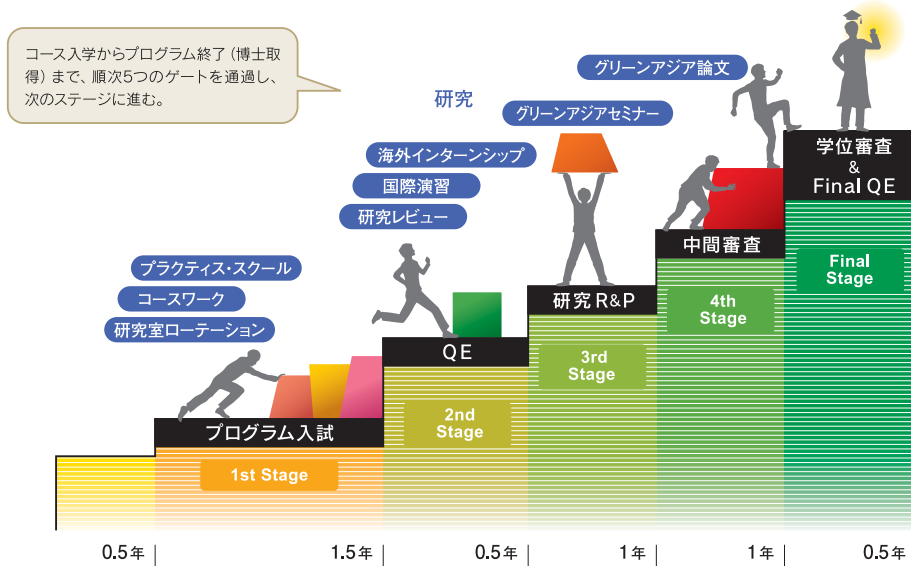 コース入学からプログラム終了（博士取
得）まで、順次5つのゲートを通過し、
次のステージに進む。
研究
グリーンアジア論文
グリーンアジアセミナー
海外インターンシップ
国際演習
研究レビュー
プラクティス・スクール
コースワーク
研究室ローテーション
プログラム入試
1st Stage
QE
2nd
Stage
研究 R&P
3rd
Stage
中間審査
4th
Stage
学位審査
&
Final QE
Final
Stage
0.5年
1.5年
0.5年
1年
1年
0.5年